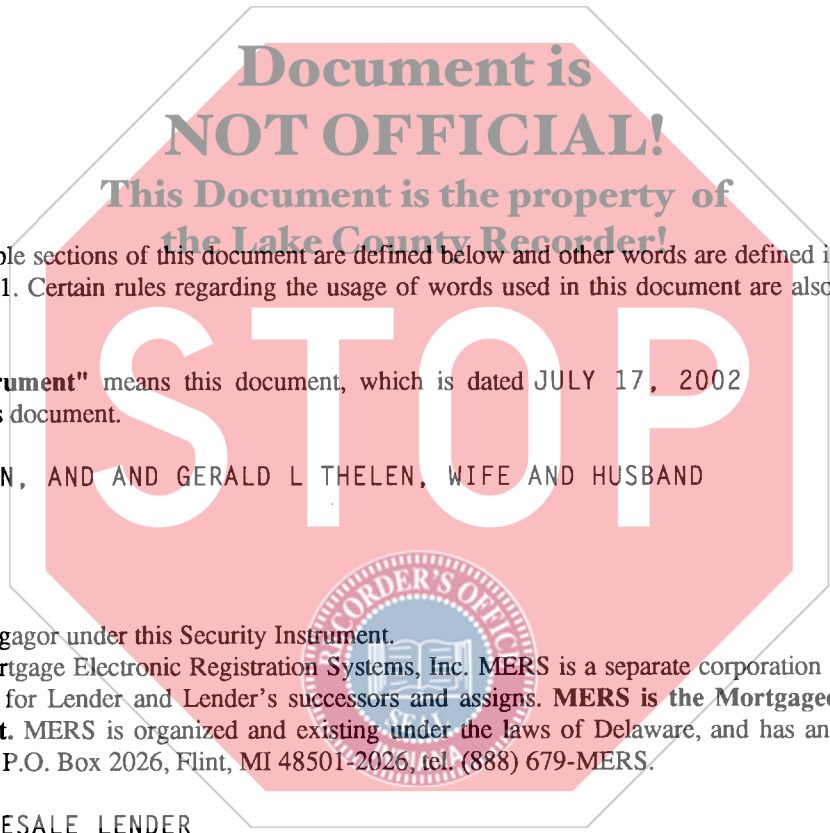 Document is
NOT OFFICIAL!
This Document is the property of
the Lake County Recorder!
ple sections of this document are defined below and other words are defined i
1. Certain rules regarding the usage of words used in this document are also
STOP
rument" means this document, which is dated JULY 17, 2002
s document.
N, AND AND GERALD L THELEN, WIFE AND HUSBAND
RECORDER'S OFFICE
gagor under this Security Instrument.
rtgage Electronic Registration Systems, Inc. MERS is a separate corporation
for Lender and Lender's successors and assigns. MERS is the Mortgagee
SEAL
t. MERS is organized and existing under the laws of Delaware, and has an
INDIANA
P.O. Box 2026, Flint, MI 48501-2026, tel. (888) 679-MERS.
ESALE LENDER